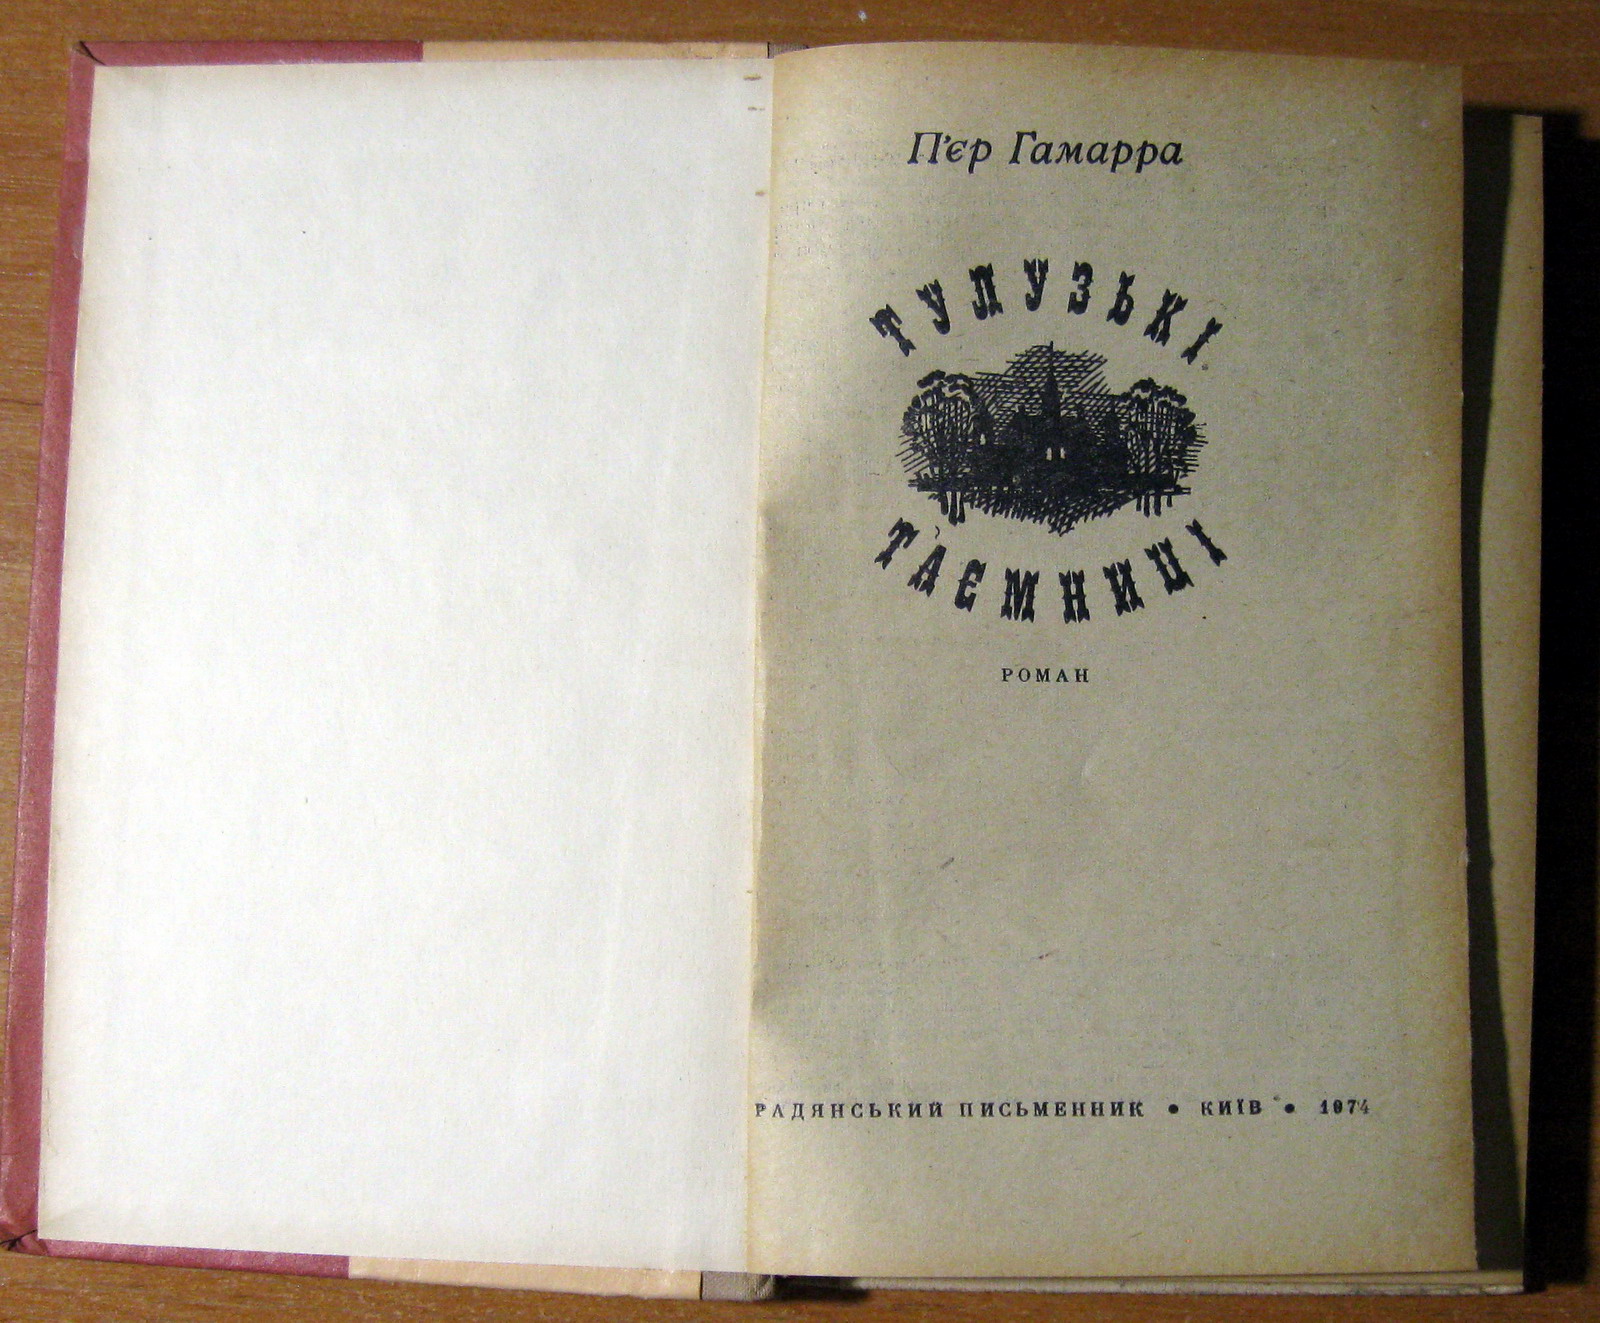 П'єр Гамарра
ТУЛУЗЬКІ
ТАЄМНИЦІ
РОМАН
РАДЯНСЬКИЙ ПИСЬМЕННИК • КИЇВ • 1974